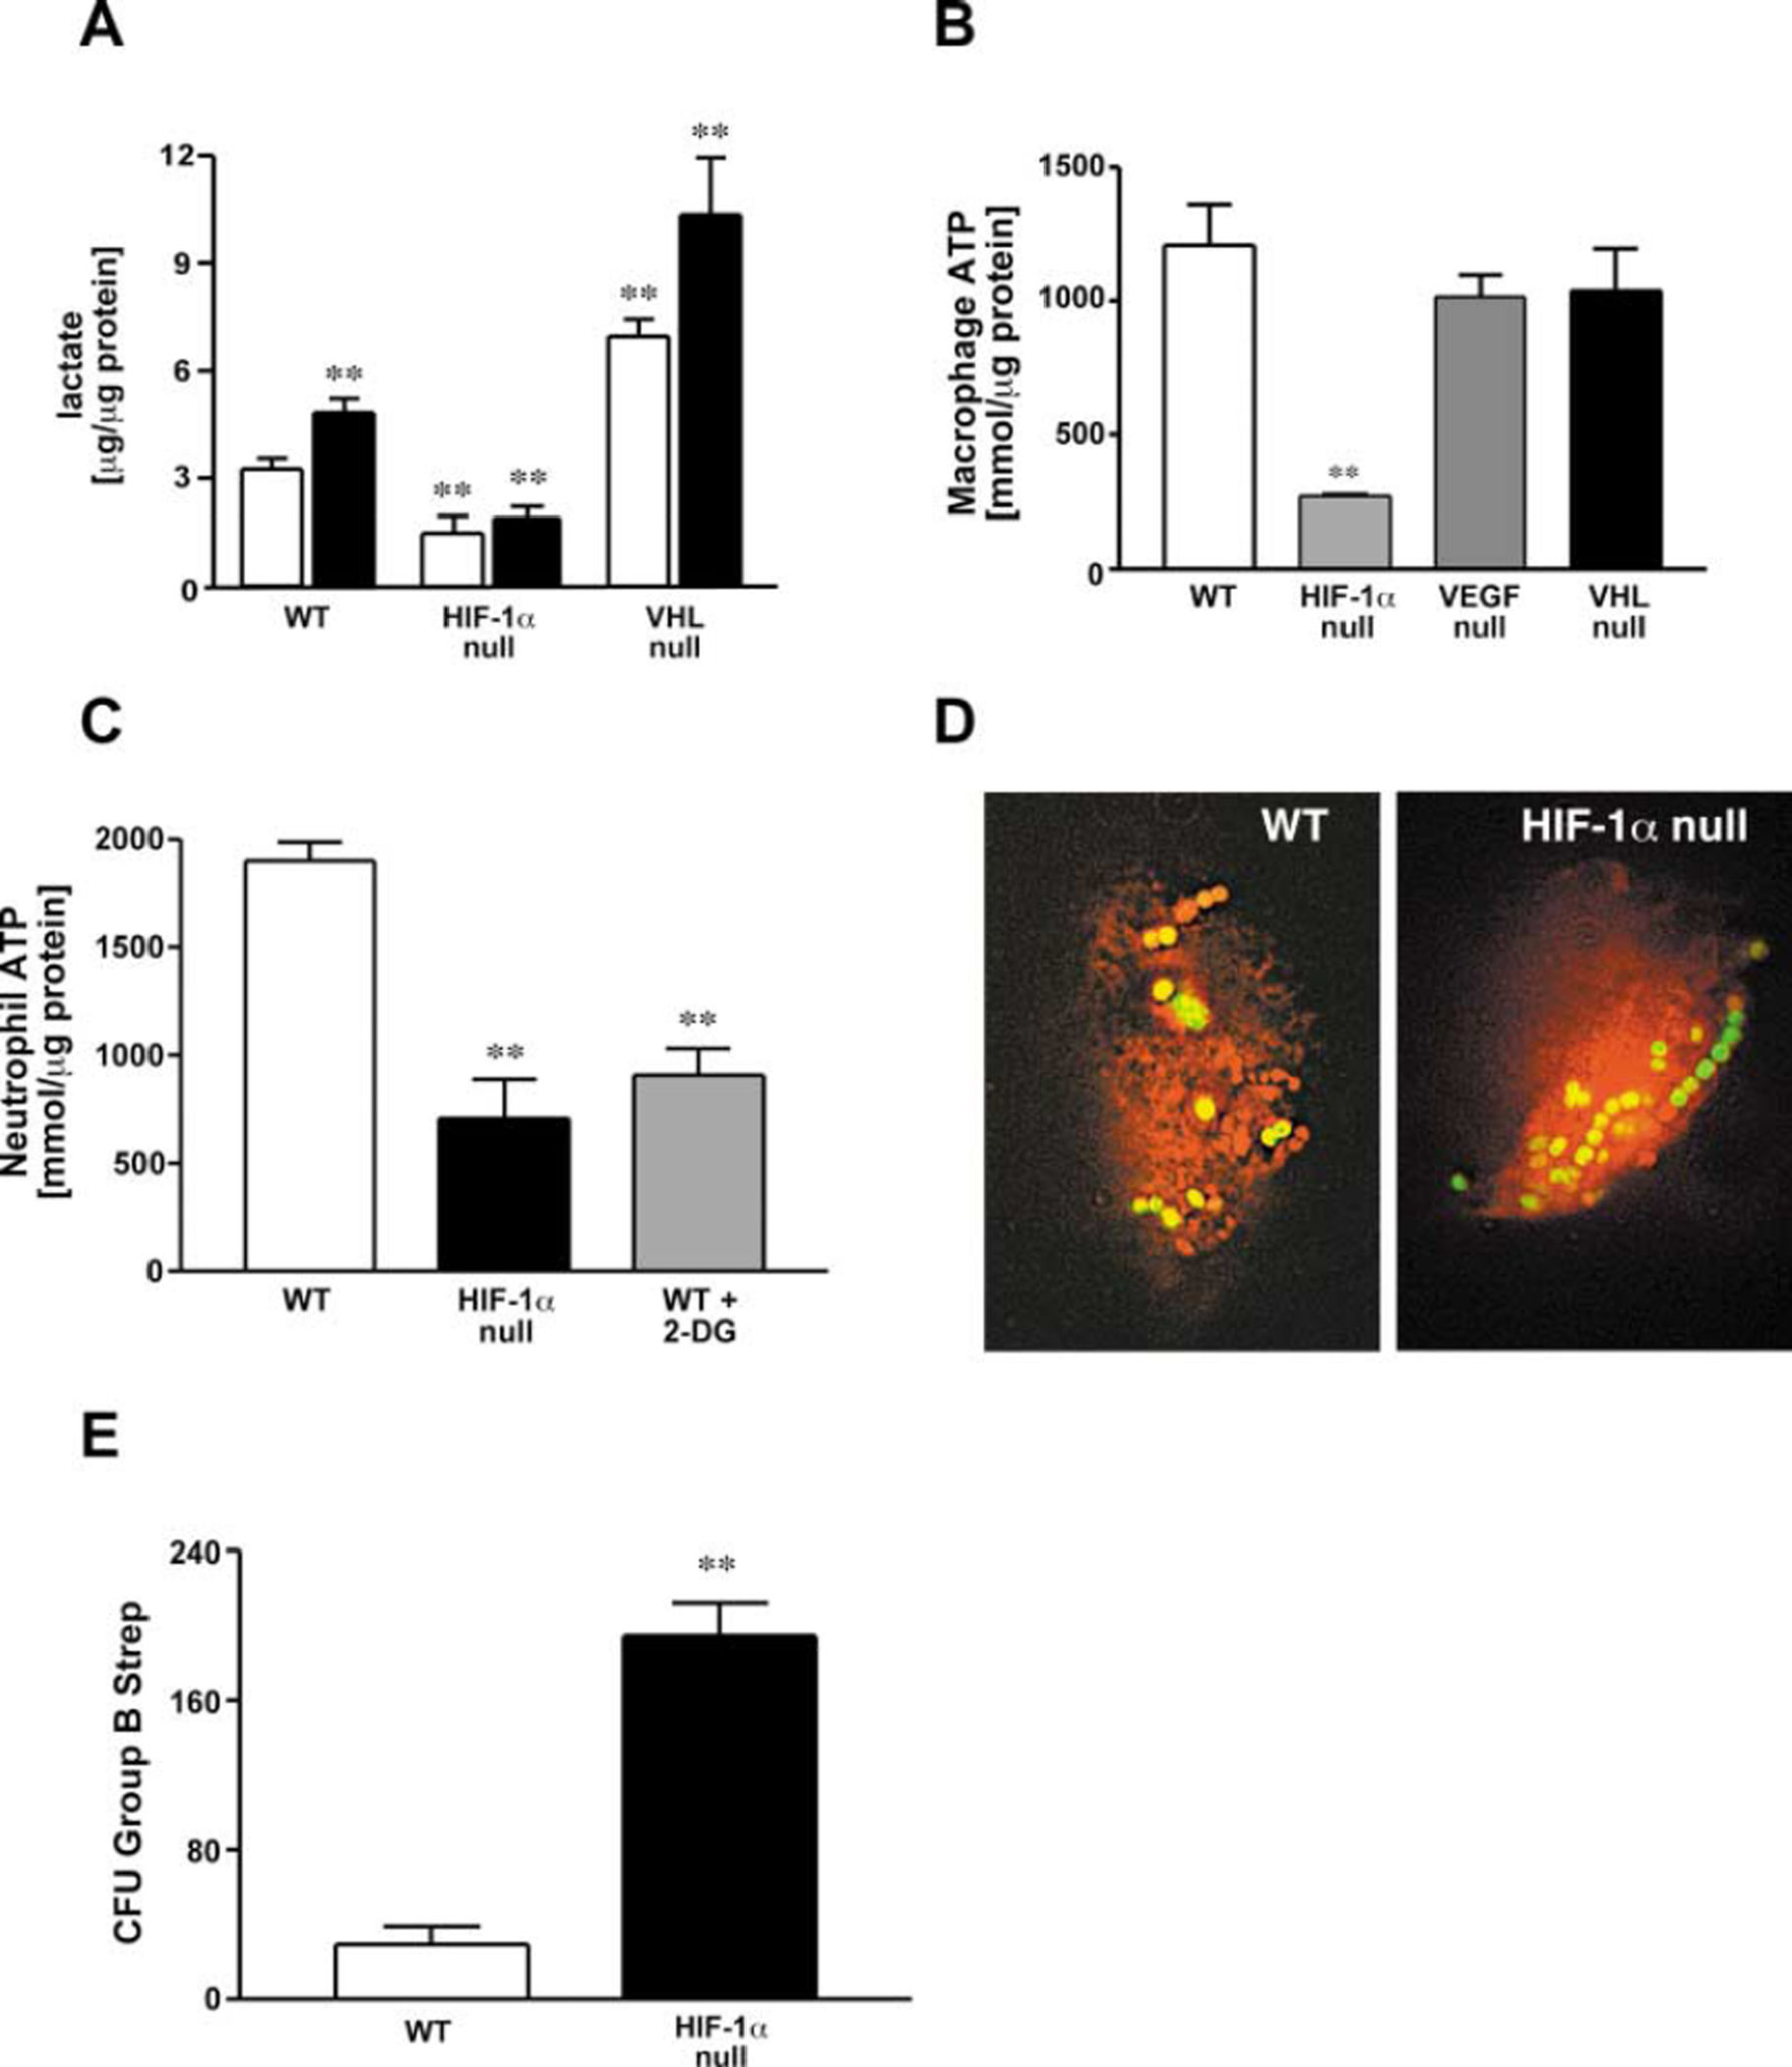 A
B
lactate
[μg/μg protein]
12
9
6
3
0
**
**
**
**
**
WT
HIF-1α
null
VHL
null
Macrophage ATP
[mmol/μg protein]
1500
1000
500
0
**
WT
HIF-1α
null
VEGF
null
VHL
null
C
D
Neutrophil ATP
[mmol/μg protein]
2000
1500
1000
500
0
**
**
WT
HIF-1α
null
WT +
2-DG
WT
HIF-1α null
E
CFU Group B Strep
240
160
80
0
**
WT
HIF-1α
null